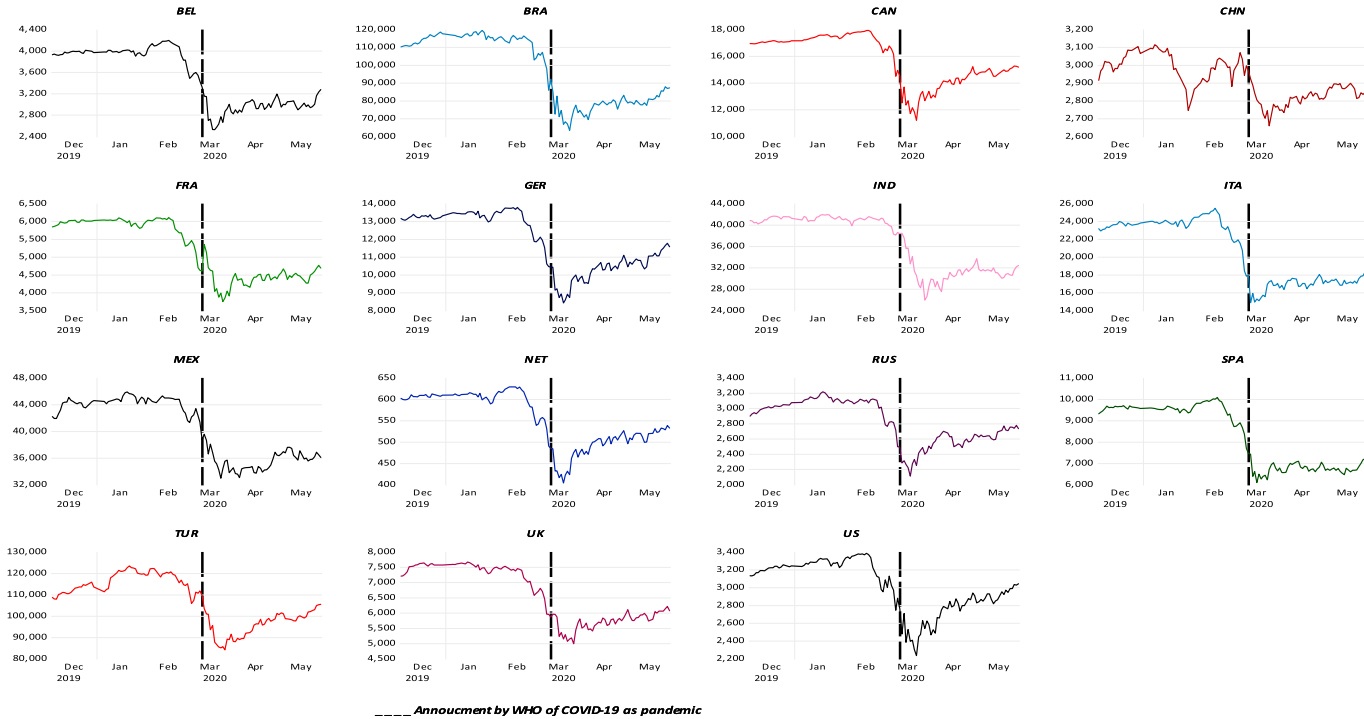 BEL BRA CAN CHN
4,400 120,000 18,000 3,200
4,000 110,000 16,000 3,100
3,600 100,000 14,000 3,000
3,200 90,000 12,000 2,900
2,800 80,000 10,000 2,800
2,400 70,000 2,700
60,000 2,600
Dec Jan Feb Mar Apr May Dec Jan Feb Mar Apr May Dec Jan Feb Mar Apr May Dec Jan Feb Mar Apr May
2019 2020 2019 2020 2019 2020 2019 2020
FRA GER IND ITA
6,500 14,000 44,000 26,000
6,000 13,000 40,000 24,000
5,500 12,000 36,000 22,000
5,000 11,000 32,000 20,000
4,500 10,000 28,000 18,000
4,000 9,000 24,000 16,000
3,500 8,000 14,000
Dec Jan Feb Mar Apr May Dec Jan Feb Mar Apr May Dec Jan Feb Mar Apr May Dec Jan Feb Mar Apr May
2019 2020 2019 2020 2019 2020 2019 2020
MEX NET RUS SPA
48,000 650 3,400 11,000
44,000 600 3,200 10,000
40,000 550 3,000 9,000
36,000 500 2,800 8,000
32,000 450 2,600 7,000
400 2,400 6,000
2,200
2,000
Dec Jan Feb Mar Apr May Dec Jan Feb Mar Apr May Dec Jan Feb Mar Apr May Dec Jan Feb Mar Apr May
2019 2020 2019 2020 2019 2020 2019 2020
TUR UK US
130,000 8,000 3,400
120,000 7,500 3,200
110,000 7,000 3,000
100,000 6,500 2,800
90,000 6,000 2,600
80,000 5,500 2,400
5,000 2,200
4,500
Dec Jan Feb Mar Apr May Dec Jan Feb Mar Apr May Dec Jan Feb Mar Apr May
2019 2020 2019 2020 2019 2020
____ Annoucment by WHO of COVID-19 as pandemic